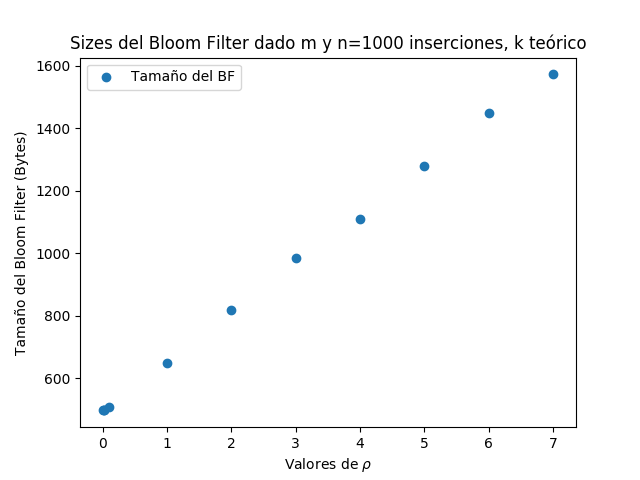 Sizes del Bloom Filter dado m y n=1000 inserciones, k teórico
Tamaño del BF
Tamaño del Bloom Filter (Bytes)
1600
1400
1200
1000
800
600
0 1 2 3 4 5 6 7
Valores de ρ